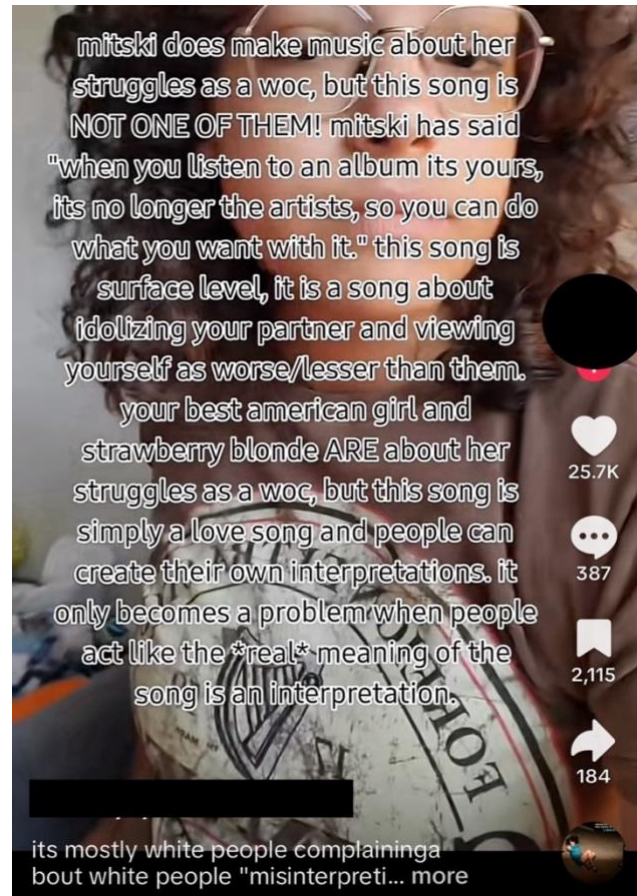 mitski does make music about her
struggles as a woc, but this song is
NOT ONE OF THEM! mitski has said
"when you listen to an album its yours,
its no longer the artists, so you can do
what you want with it." this song is
surface level, it is a song about
idolizing your partner and viewing
yourself as worse/lesser than them.
your best american girl and
strawberry blonde ARE about her
struggles as a woc, but this song is
simply a love song and people can
create their own interpretations. it
only becomes a problem when people
act like the *real* meaning of the
song is an interpretation.
25.7K
387
2,115
184
its mostly white people complaininga
bout white people "misinterpreti... more